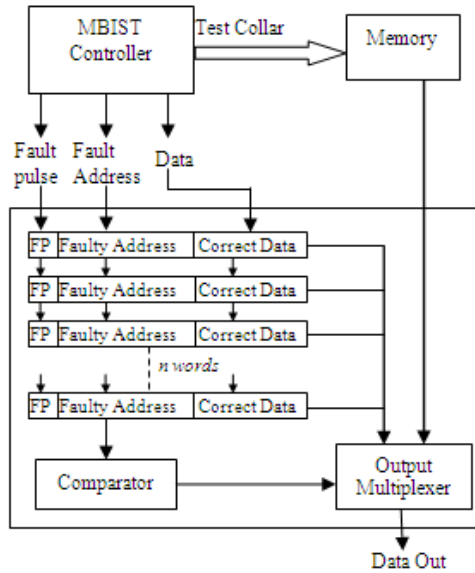 MBIST
Controller
Test Collar
Memory
Fault
pulse
Fault
Address
Data
FP Faulty Address Correct Data
FP Faulty Address Correct Data
FP Faulty Address Correct Data
n words
FP Faulty Address Correct Data
Comparator
Output
Multiplexer
Data Out